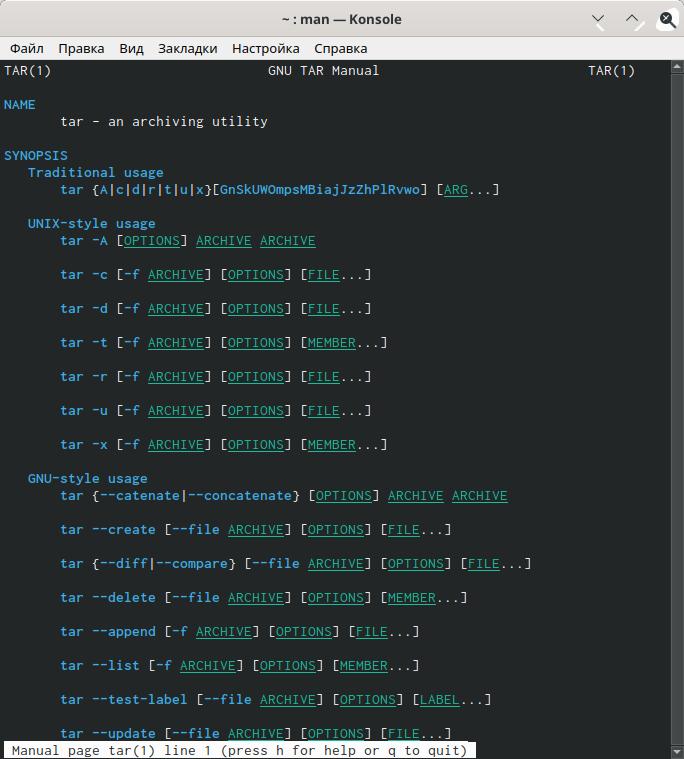 ~ : man — Konsole
Файл Правка Вид Закладки Настройка Справка
TAR(1) GNU TAR Manual TAR(1)
NAME
tar - an archiving utility
SYNOPSIS
Traditional usage
tar {A|c|d|r|t|u|x}[GnSkUWOmpsMBiajJzZhPlRvwo] [ARG...]
UNIX-style usage
tar -A [OPTIONS] ARCHIVE ARCHIVE
tar -c [-f ARCHIVE] [OPTIONS] [FILE...]
tar -d [-f ARCHIVE] [OPTIONS] [FILE...]
tar -t [-f ARCHIVE] [OPTIONS] [MEMBER...]
tar -r [-f ARCHIVE] [OPTIONS] [FILE...]
tar -u [-f ARCHIVE] [OPTIONS] [FILE...]
tar -x [-f ARCHIVE] [OPTIONS] [MEMBER...]
GNU-style usage
tar {--catenate|--concatenate} [OPTIONS] ARCHIVE ARCHIVE
tar --create [--file ARCHIVE] [OPTIONS] [FILE...]
tar {--diff|--compare} [--file ARCHIVE] [OPTIONS] [FILE...]
tar --delete [--file ARCHIVE] [OPTIONS] [MEMBER...]
tar --append [-f ARCHIVE] [OPTIONS] [FILE...]
tar --list [-f ARCHIVE] [OPTIONS] [MEMBER...]
tar --test-label [--file ARCHIVE] [OPTIONS] [LABEL...]
tar --update [--file ARCHIVE] [OPTIONS] [FILE...]
Manual page tar(1) line 1 (press h for help or q to quit)